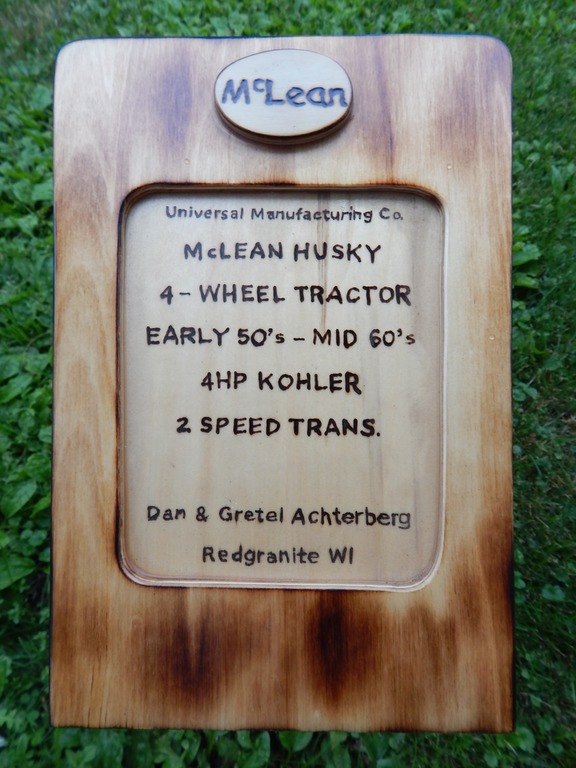 McLean
Universal Manufacturing Co.
McLEAN HUSKY
4-WHEEL TRACTOR
EARLY 50's - MID 60's
4HP KOHLER
2 SPEED TRANS.
Dan & Gretel Achterberg
Redgranite WI